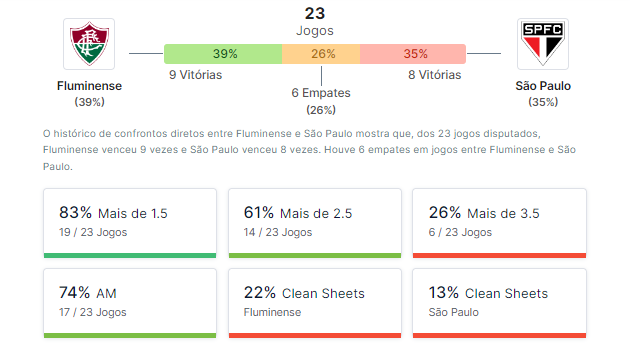 23
Jogos
SPFC
39% 26% 35%
9 Vitórias 8 Vitórias
Fluminense São Paulo
(39%) 6 Empates (35%)
(26%)
O histórico de confrontos diretos entre Fluminense e São Paulo mostra que, dos 23 jogos disputados,
Fluminense venceu 9 vezes e São Paulo venceu 8 vezes. Houve 6 empates em jogos entre Fluminense e São
Paulo.
83% Mais de 1.5 61% Mais de 2.5 26% Mais de 3.5
19 / 23 Jogos 14 / 23 Jogos 6 / 23 Jogos
74% AM 22% Clean Sheets 13% Clean Sheets
17 / 23 Jogos Fluminense São Paulo